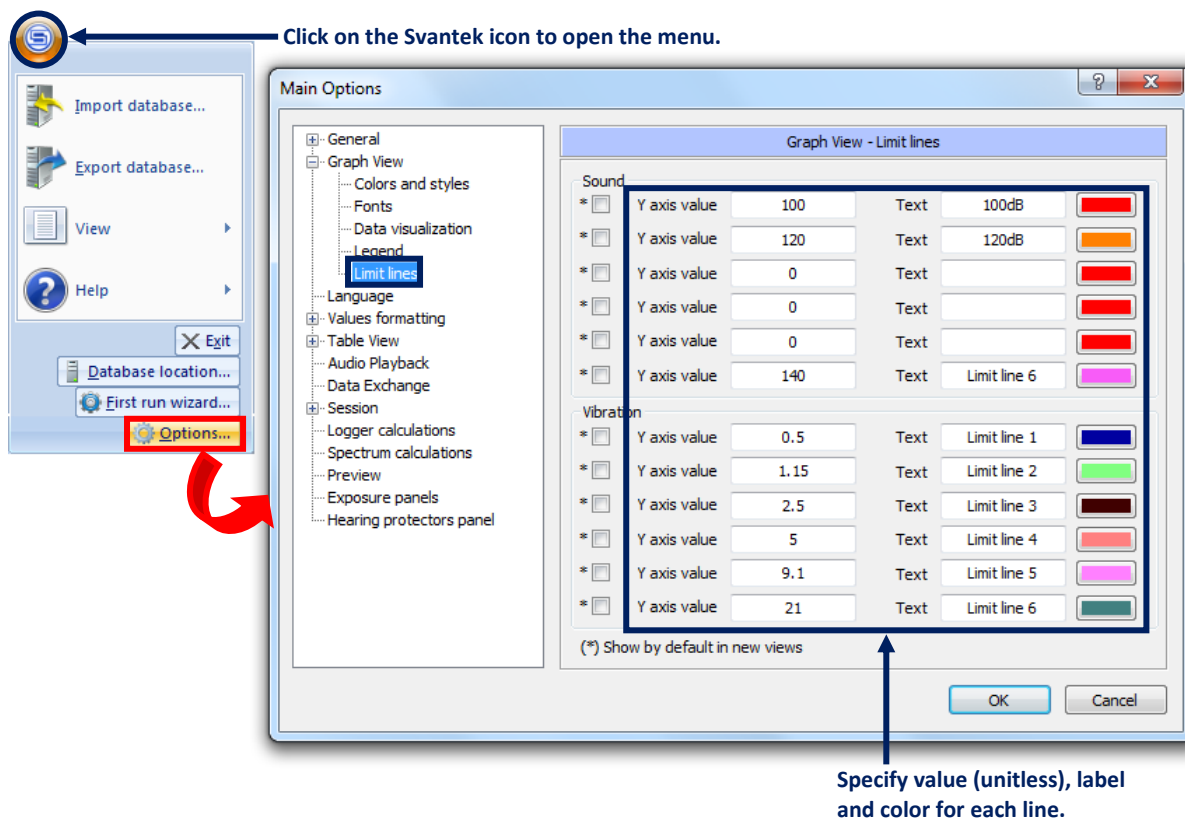 Click on the Svantek icon to open the menu.
Import database...
Export database...
View
Help
Exit
Database location...
First run wizard...
Options...
Main Options
General
Graph View
Colors and styles
Fonts
Data visualization
Legend
Limit lines
Language
Values formatting
Table View
Audio Playback
Data Exchange
Session
Logger calculations
Spectrum calculations
Preview
Exposure panels
Hearing protectors panel
Graph View - Limit lines
Sound
* Y axis value 100 Text 100dB
* Y axis value 120 Text 120dB
* Y axis value 0 Text
* Y axis value 0 Text
* Y axis value 0 Text
* Y axis value 140 Text Limit line 6
Vibration
* Y axis value 0.5 Text Limit line 1
* Y axis value 1.15 Text Limit line 2
* Y axis value 2.5 Text Limit line 3
* Y axis value 5 Text Limit line 4
* Y axis value 9.1 Text Limit line 5
* Y axis value 21 Text Limit line 6
(*) Show by default in new views
OK Cancel
Specify value (unitless), label
and color for each line.